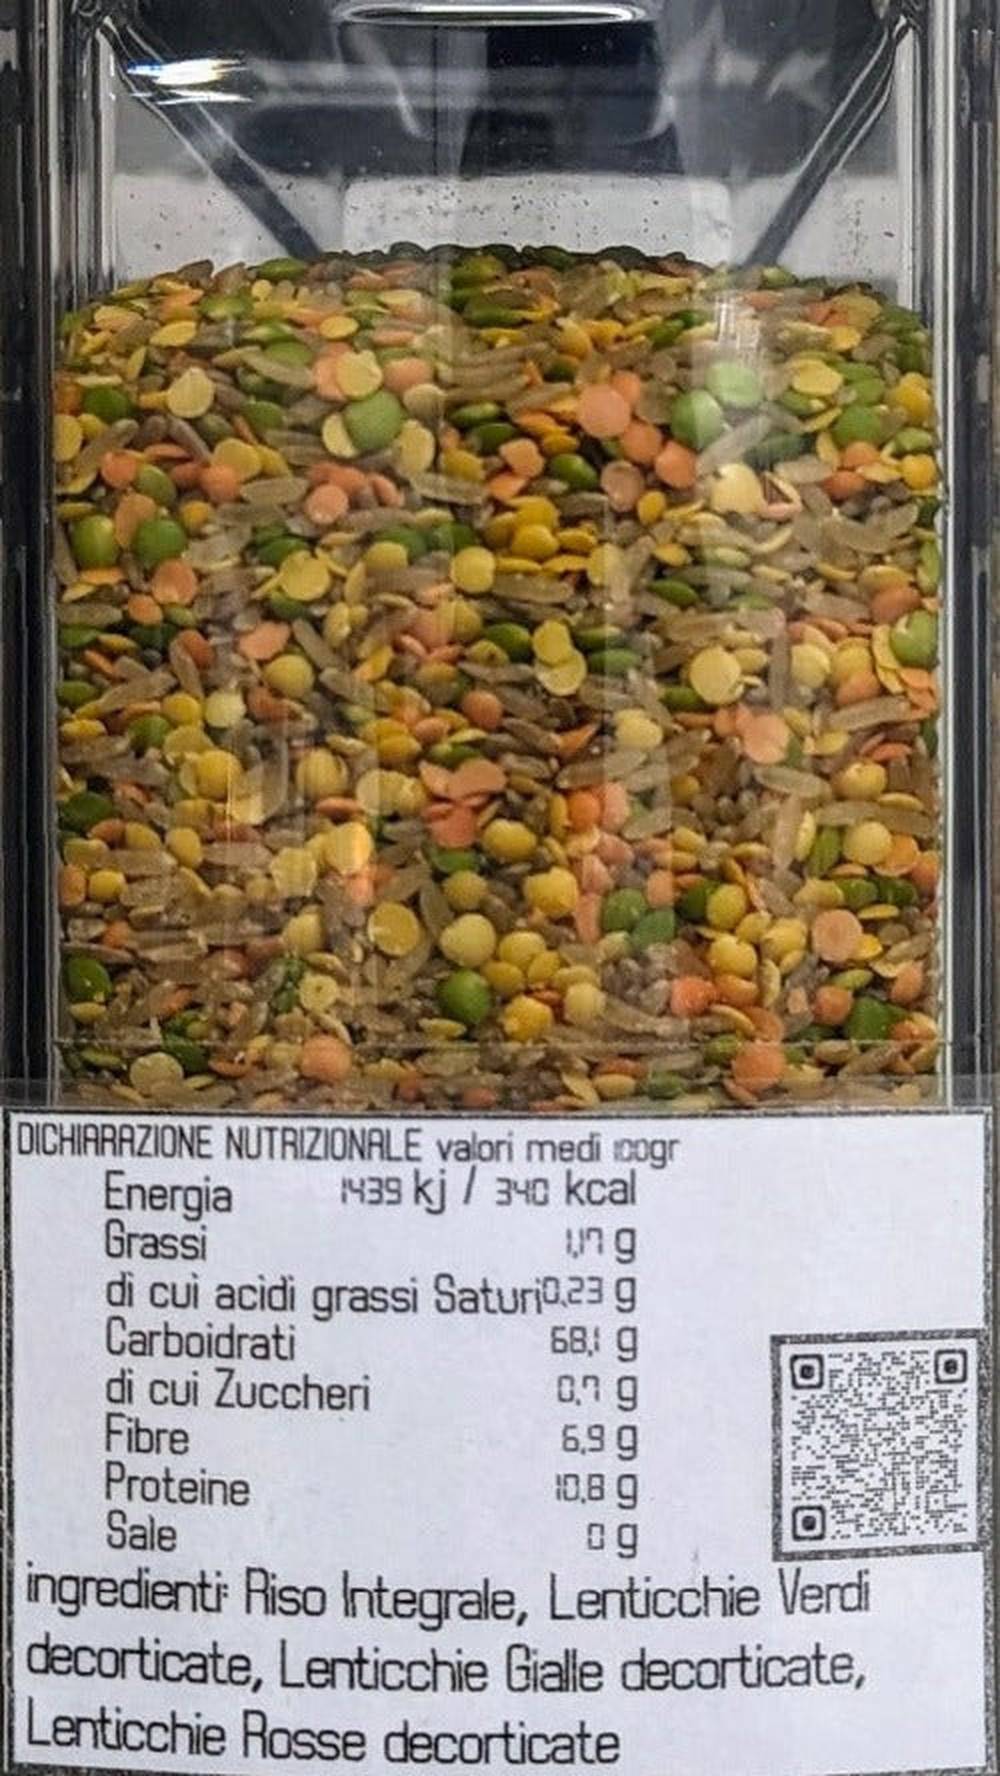 DICHIARAZIONE NUTRIZIONALE valori medi 100gr
Energia 1439 kj / 340 kcal
Grassi 1,17 g
di cui acidi grassi Saturi 0,23 g
Carboidrati 68,1 g
di cui Zuccheri 0,7 g
Fibre 6,9 g
Proteine 10,8 g
Sale 0 g
ingredienti: Riso Integrale, Lenticchie Verdi
decorticate, Lenticchie Gialle decorticate,
Lenticchie Rosse decorticate